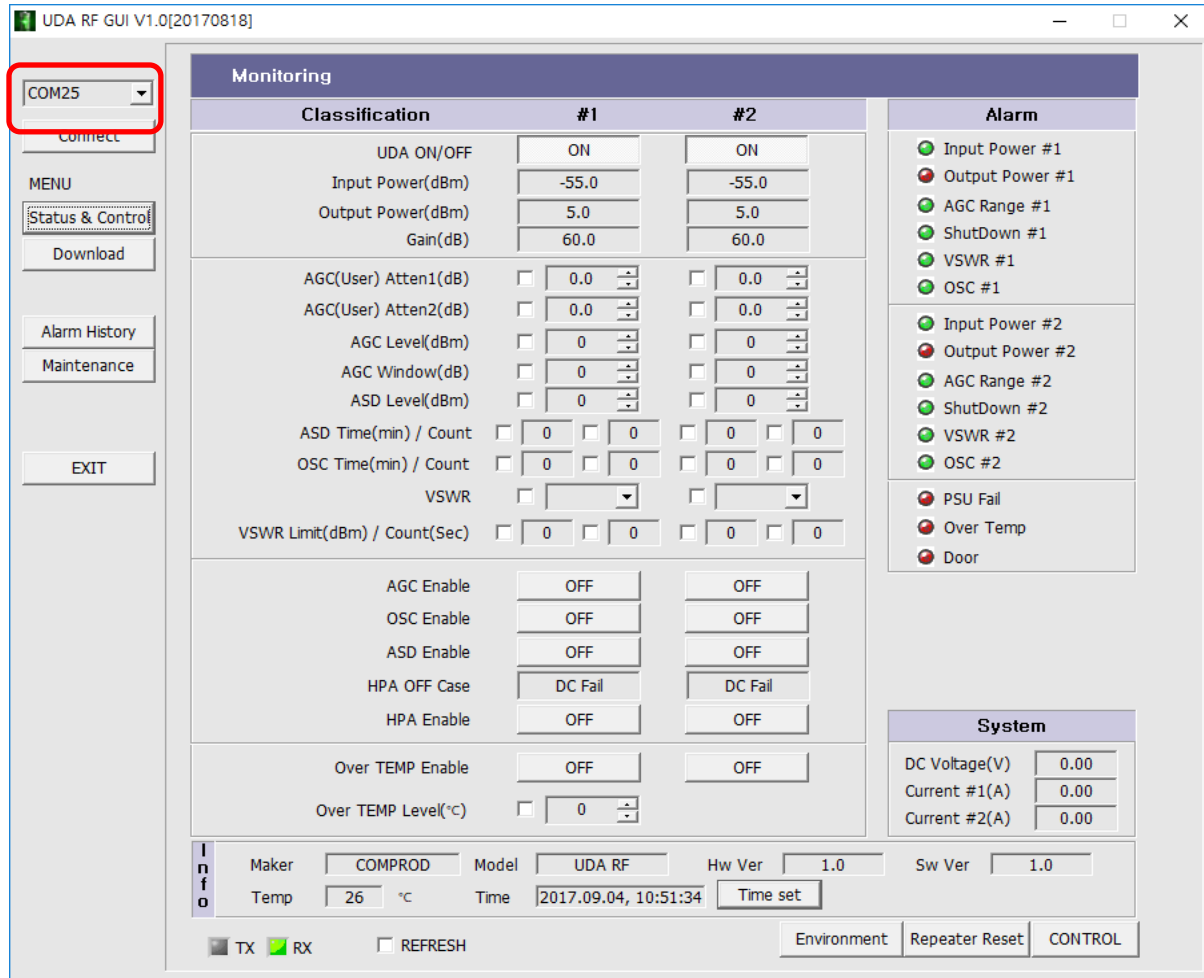 UDA RF GUI V1.0[20170818]
COM25
Connect
MENU
Status & Control
Download
Alarm History
Maintenance
EXIT
Monitoring
Classification #1 #2
UDA ON/OFF ON ON
Input Power(dBm) -55.0 -55.0
Output Power(dBm) 5.0 5.0
Gain(dB) 60.0 60.0
AGC(User) Atten1(dB) 0.0 0.0
AGC(User) Atten2(dB) 0.0 0.0
AGC Level(dBm) 0 0
AGC Window(dB) 0 0
ASD Level(dBm) 0 0
ASD Time(min) / Count 0 0 0 0
OSC Time(min) / Count 0 0 0 0
VSWR
VSWR Limit(dBm) / Count(Sec) 0 0 0 0
AGC Enable OFF OFF
OSC Enable OFF OFF
ASD Enable OFF OFF
HPA OFF Case DC Fail DC Fail
HPA Enable OFF OFF
Over TEMP Enable OFF OFF
Over TEMP Level(°C) 0
Alarm
Input Power #1
Output Power #1
AGC Range #1
ShutDown #1
VSWR #1
OSC #1
Input Power #2
Output Power #2
AGC Range #2
ShutDown #2
VSWR #2
OSC #2
PSU Fail
Over Temp
Door
System
DC Voltage(V) 0.00
Current #1(A) 0.00
Current #2(A) 0.00
Info
Maker COMPROD Model UDA RF Hw Ver 1.0 Sw Ver 1.0
Temp 26 °C Time 2017.09.04, 10:51:34 Time set
TX RX REFRESH Environment Repeater Reset CONTROL